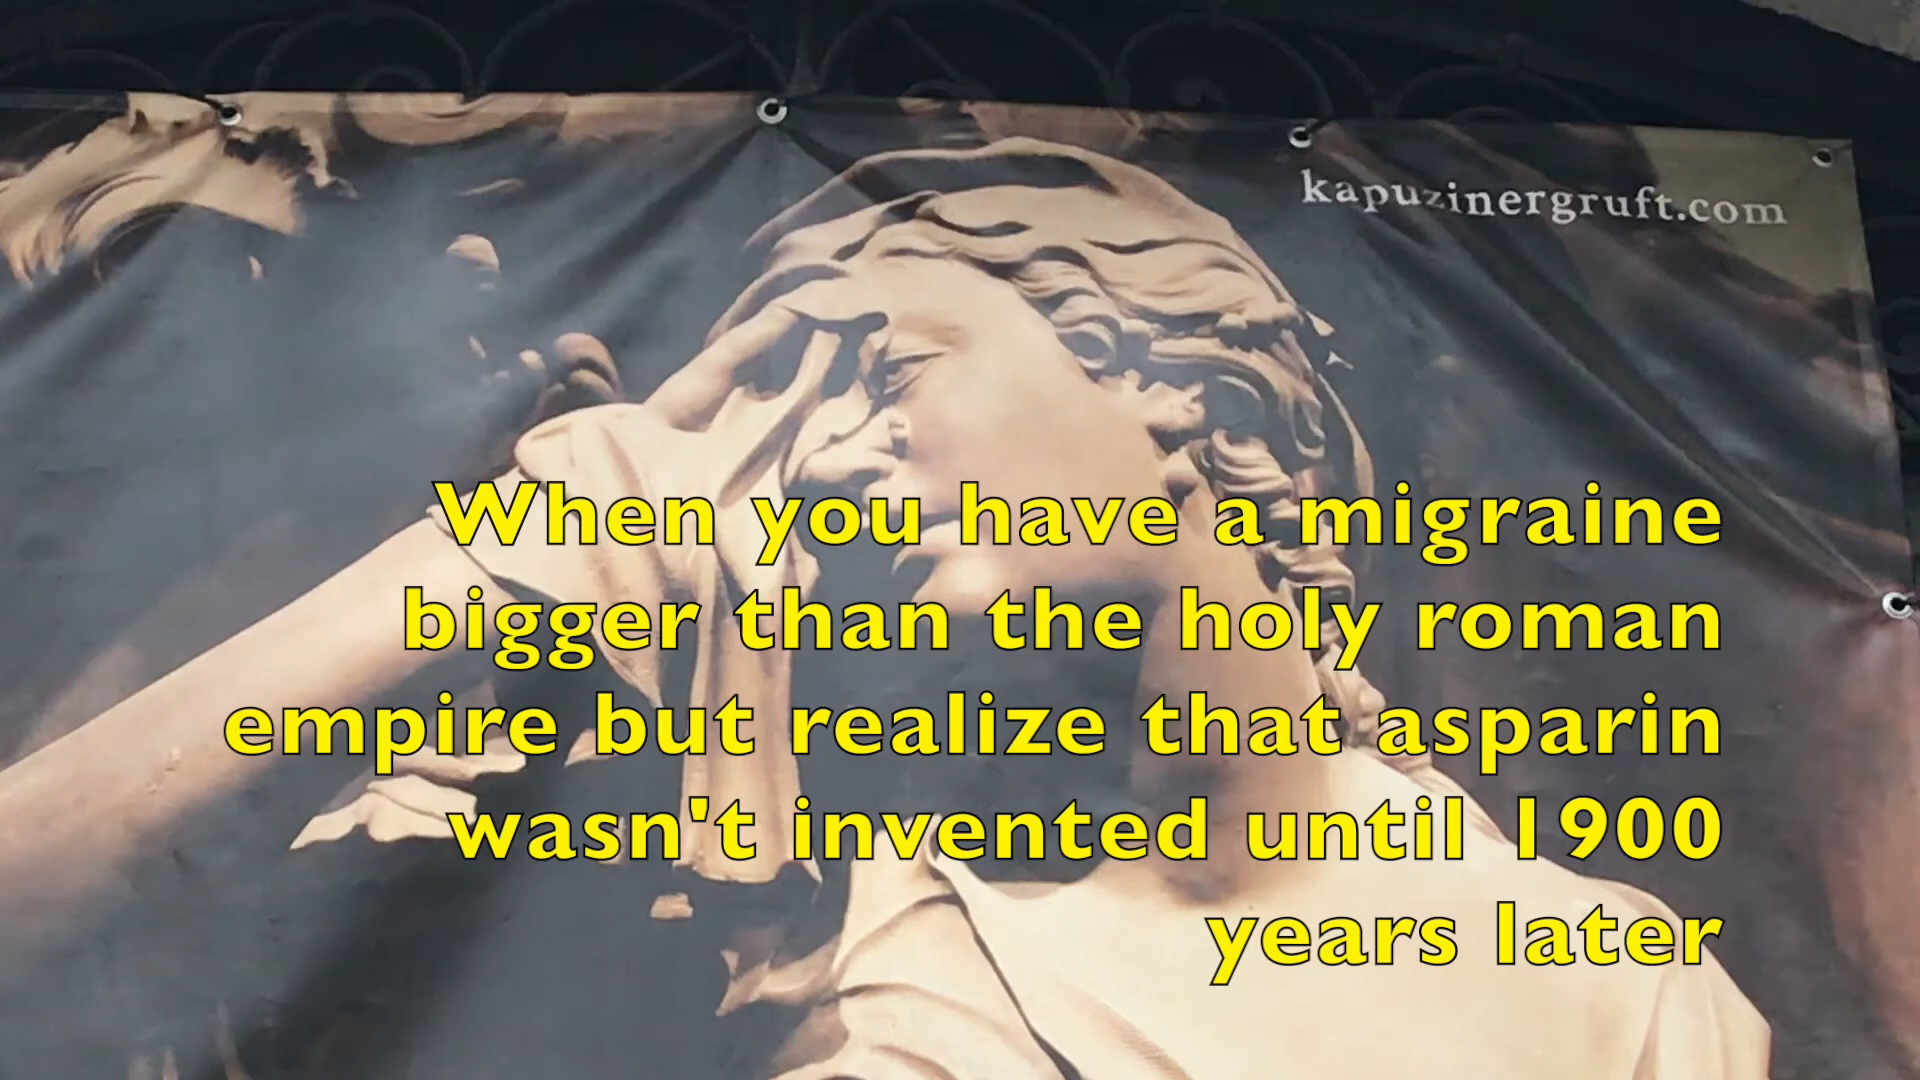 kapuzinergruft.com
When you have a migraine
bigger than the holy roman
empire but realize that asparin
wasn't invented until 1900
years later